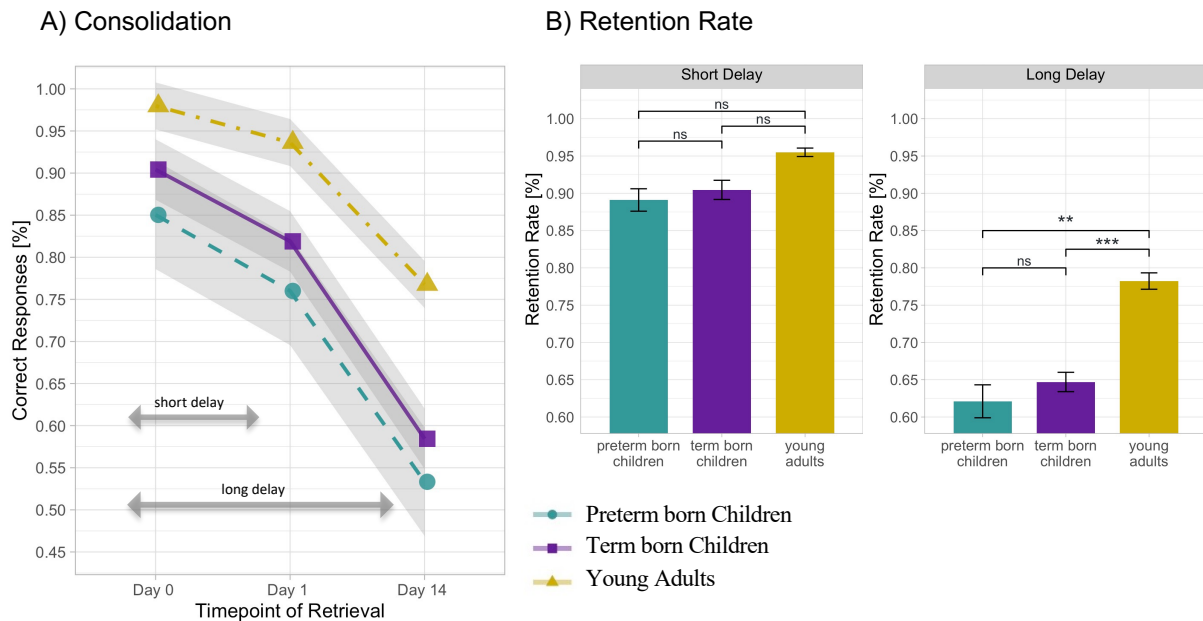 A) Consolidation
Correct Responses [%]
1.00
0.95
0.90
0.85
0.80
0.75
0.70
0.65
0.60
0.55
0.50
0.45
short delay
long delay
Day 0
Day 1
Day 14
Timepoint of Retrieval
B) Retention Rate
Short Delay
Retention Rate [%]
1.00
0.95
0.90
0.85
0.80
0.75
0.70
0.65
0.60
ns
ns
ns
preterm born
children
term born
children
young
adults
Long Delay
Retention Rate [%]
1.00
0.95
0.90
0.85
0.80
0.75
0.70
0.65
0.60
**
***
ns
preterm born
children
term born
children
young
adults
Preterm born Children
Term born Children
Young Adults